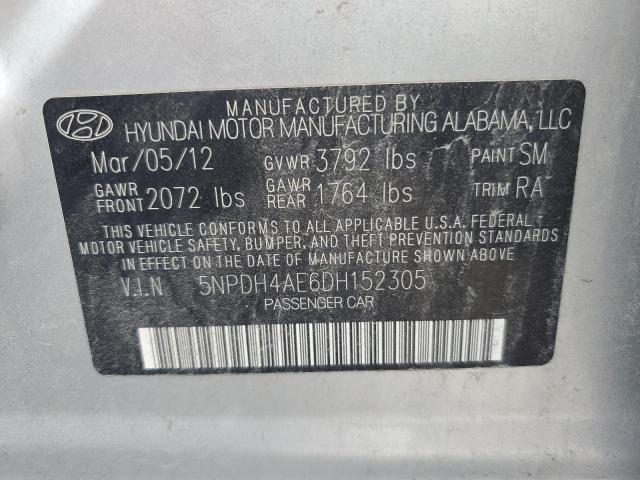 MANUFACTURED BY
HYUNDAI MOTOR MANUFACTURING ALABAMA, LLC
Mar/05/12 GVWR 3792 lbs PAINT SM
GAWR FRONT 2072 lbs GAWR REAR 1764 lbs TRIM RA
THIS VEHICLE CONFORMS TO ALL APPLICABLE U.S.A. FEDERAL
MOTOR VEHICLE SAFETY, BUMPER, AND THEFT PREVENTION
STANDARDS IN EFFECT ON THE DATE OF MANUFACTURE SHOWN ABOVE
V.I.N 5NPDH4AE6DH152305
PASSENGER CAR